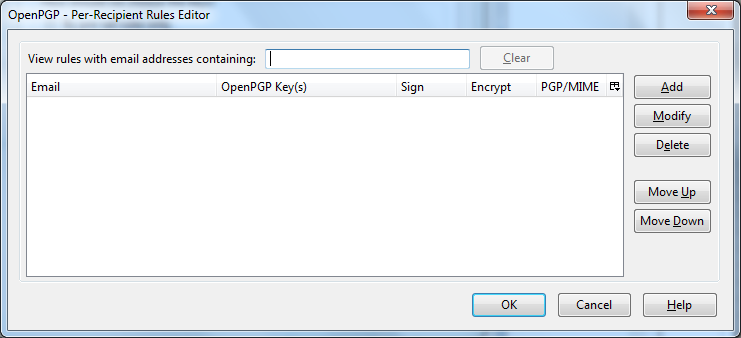 OpenPGP - Per-Recipient Rules Editor
View rules with email addresses containing:
Clear
Email OpenPGP Key(s) Sign Encrypt PGP/MIME
Add
Modify
Delete
Move Up
Move Down
OK Cancel Help